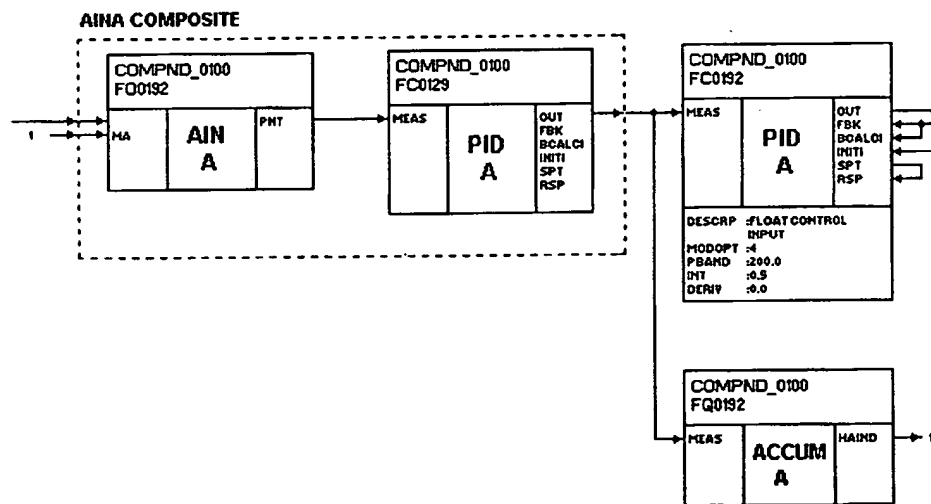 AINA COMPOSITE
COMPND_0100
FO0192
1
MA
AIN
A
PNT
COMPND_0100
FC0129
MEAS
PID
A
OUT
FBK
BCALCI
INITI
SPT
RSP
COMPND_0100
FC0192
MEAS
PID
A
OUT
FBK
BCALCI
INITI
SPT
RSP
DESCRP :FLOAT CONTROL
INPUT
MODOPT :4
PBAND :200.0
INT :0.5
DERIV :0.0
COMPND_0100
FQ0192
MEAS
ACCUM
A
HAIND